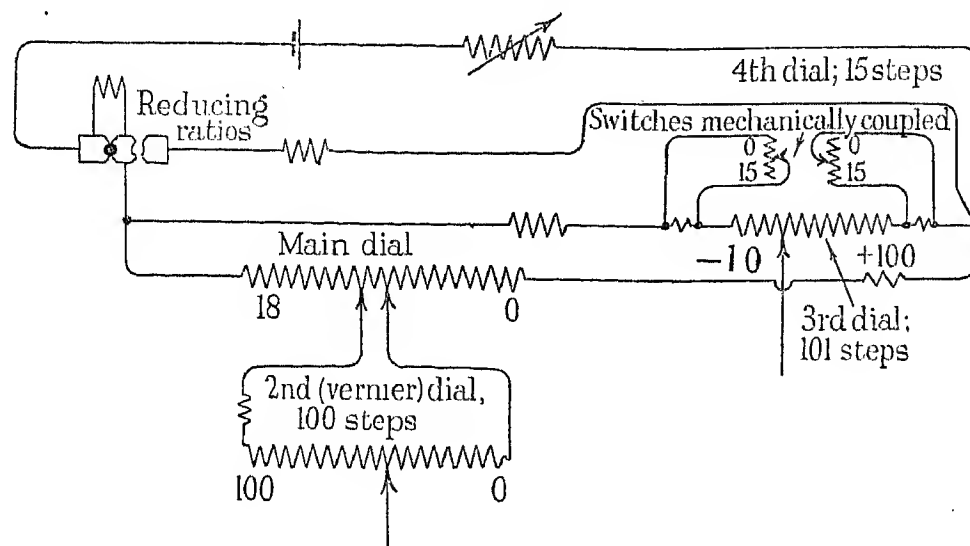 4th dial; 15 steps
Reducing
ratios
Switches mechanically coupled
0
15
0
15
Main dial
18
0
−10
+100
3rd dial;
101 steps
2nd (vernier) dial,
100 steps
100
0